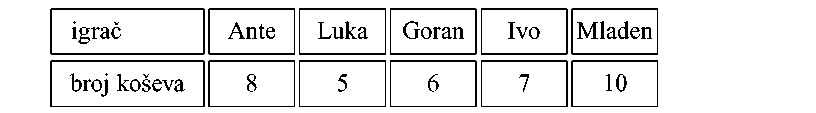 igrač Ante Luka Goran Ivo Mladen
broj koševa 8 5 6 7 10